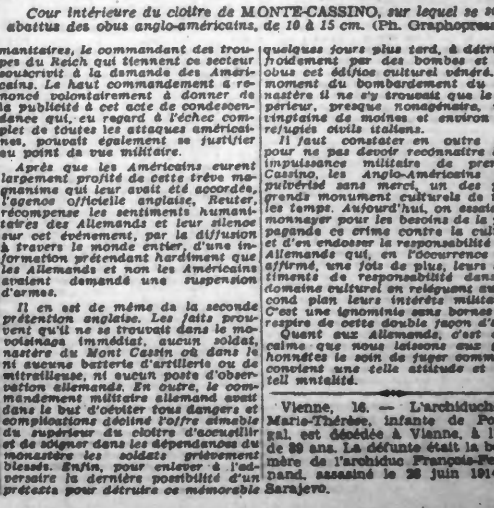 Cour intérieure du cloître de MONTE-CASSINO, sur lequel se so
abattus des obus anglo-américains, de 10 à 15 cm. (Ph. Graphopres
manitaires, le commandant des trou-
pes du Reich qui tiennent ce secteur
souscrivit à la demande des Améri-
cains. Le haut commandement a re-
noncé volontairement à donner de
la publicité à cet acte de condescen-
dance qui, eu regard à l'échec com-
plet de toutes les attaques américai-
nes, pouvait également se justifier
au point de vue militaire.
Après que les Américains eurent
largement profité de cette trêve ma-
gnanime qui leur avait été accordée,
l'agence officielle anglaise, Reuter,
récompense les sentiments humani-
taires des Allemands et leur silence
sur cet événement, par la diffusion
à travers le monde entier, d'une in-
formation prétendant hardiment que
les Allemands et non les Américains
avaient demandé une suspension
d'armes.
Il en est de même de la seconde
prétention anglaise. Les faits prou-
vent qu'il ne se trouvait dans le mo-
voisinage immédiat, aucun soldat,
nastère du Mont Cassin où dans le
ni aucune batterie d'artillerie ou de
mitrailleuse, ni aucun poste d'obser-
vation allemands. En outre, le com-
mandement militaire allemand avait
dans le but d'oéviter tous dangers et
complications décliné l'offre aimable
du supérieur du cloître d'accueillir
et de soigner dans les dépendances du
monastère les soldats grièvement
blessés. Enfin, pour enlever à l'ad-
versaire la dernière possibilité d'un
prétexta pour détruire ce mémorable
quelques jours plus tard, à détr
froidement par des bombes et
obus cet édifice culturel vénéré.
moment du bombardement du
nastère il ne s'y trouvait que le
périeur, presque nonagénaire,
vingtaine de moines et environ
réfugiés civils italiens.
Il faut constater en outre
pour ne pas devoir reconnaître
impuissance militaire de
Cassino, les Anglo-Américains
pulvérisé sans merci, un des
grands monument culturels de
les temps. Aujourd'hui, on essaie
monnayer pour les besoins de la
pagande ce crime contre la cul
et d'en endosser la responsabilité
Allemands qui, en l'occurrence
affirmé, une fois de plus, leurs
timents de responsabilité dans
domaine culturel en reléguant au
cond plan leurs intérêts milita
C'est une ignominie sans bornes
respire de cette double façon d'
Quant aux Allemands, c'est
calme que nous laissons aux
honnêtes le soin de juger comm
convient une telle attitude et
tell mntalité.
Vienne, 16. — L'archiduch
Marie-Thérèse, infante de Po
gal, est décédée à Vienne, à l
de 89 ans. La défunte était la b
mère de l'archiduc François-Fe
nand, assasiné le 28 juin 1914
Sarajevo.